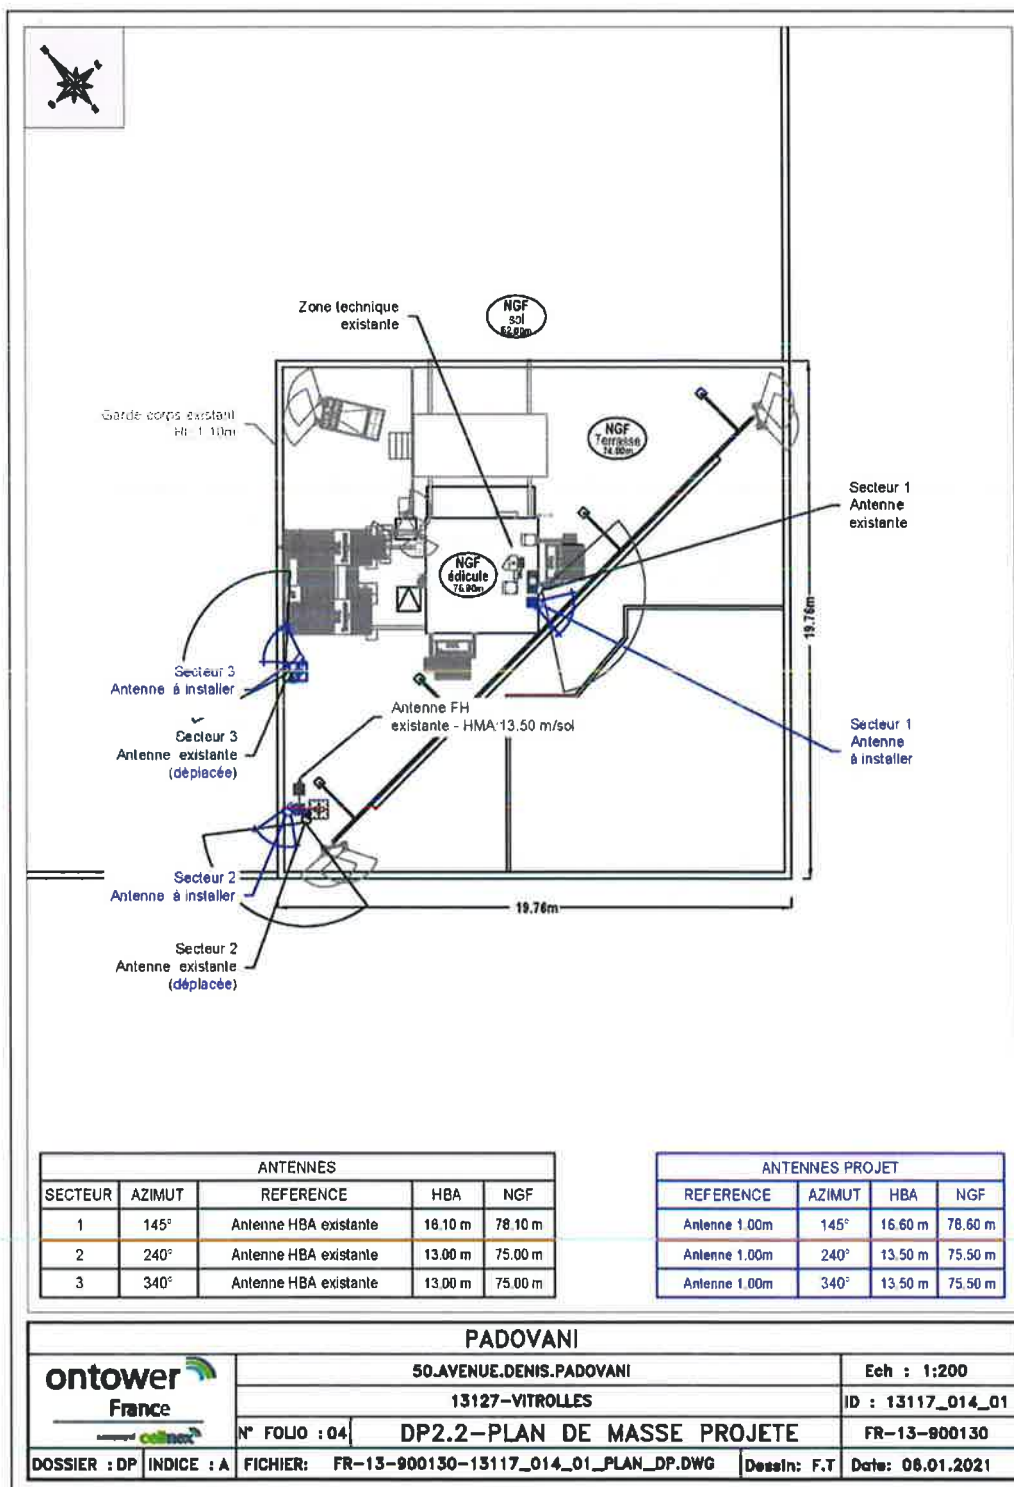 Zone technique
existante
NGF
sol
62.00m
Garde corps existant
Ht: 1.10m
NGF
Terrasse
74.60m
Secteur 1
Antenne
existante
NGF
édicule
76.90m
19.76m
Secteur 3
Antenne à installer
Antenne FH
existante - HMA:13.50 m/sol
Secteur 3
Antenne existante
(déplacée)
Secteur 1
Antenne
à installer
Secteur 2
Antenne à installer
19.76m
Secteur 2
Antenne existante
(déplacée)
ANTENNES
SECTEUR AZIMUT REFERENCE HBA NGF
1 145° Antenne HBA existante 16.10 m 78.10 m
2 240° Antenne HBA existante 13.00 m 75.00 m
3 340° Antenne HBA existante 13.00 m 75.00 m
ANTENNES PROJET
REFERENCE AZIMUT HBA NGF
Antenne 1.00m 145° 16.60 m 78.60 m
Antenne 1.00m 240° 13.50 m 75.50 m
Antenne 1.00m 340° 13.50 m 75.50 m
PADOVANI
ontower
France
cellnex
50.AVENUE.DENIS.PADOVANI
Ech : 1:200
13127-VITROLLES
ID : 13117_014_01
N° FOLIO : 04
DP2.2-PLAN DE MASSE PROJETE
FR-13-900130
DOSSIER : DP
INDICE : A
FICHIER: FR-13-900130-13117_014_01_PLAN_DP.DWG
Dessin: F.T
Date: 06.01.2021